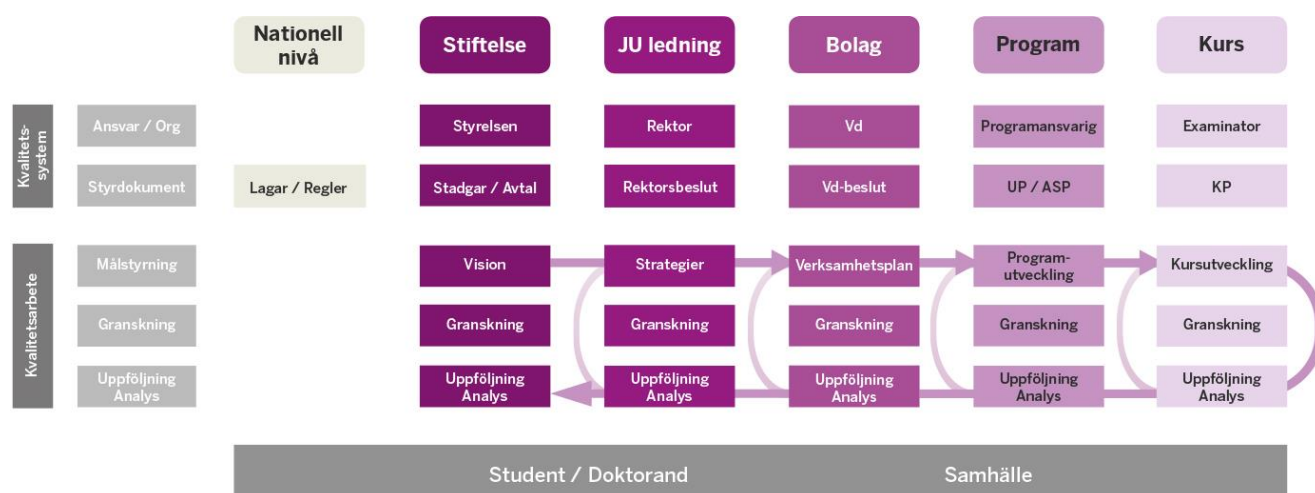 Nationell
nivå
Stiftelse
JU ledning
Bolag
Program
Kurs
Kvalitets-
system
Ansvar / Org
Styrelsen
Rektor
Vd
Programansvarig
Examinator
Styrdokument
Lagar / Regler
Stadgar / Avtal
Rektorsbeslut
Vd-beslut
UP / ASP
KP
Kvalitetsarbete
Målstyrning
Vision
Strategier
Verksamhetsplan
Program-
utveckling
Kursutveckling
Granskning
Granskning
Granskning
Granskning
Granskning
Granskning
Uppföljning
Analys
Uppföljning
Analys
Uppföljning
Analys
Uppföljning
Analys
Uppföljning
Analys
Uppföljning
Analys
Student / Doktorand
Samhälle